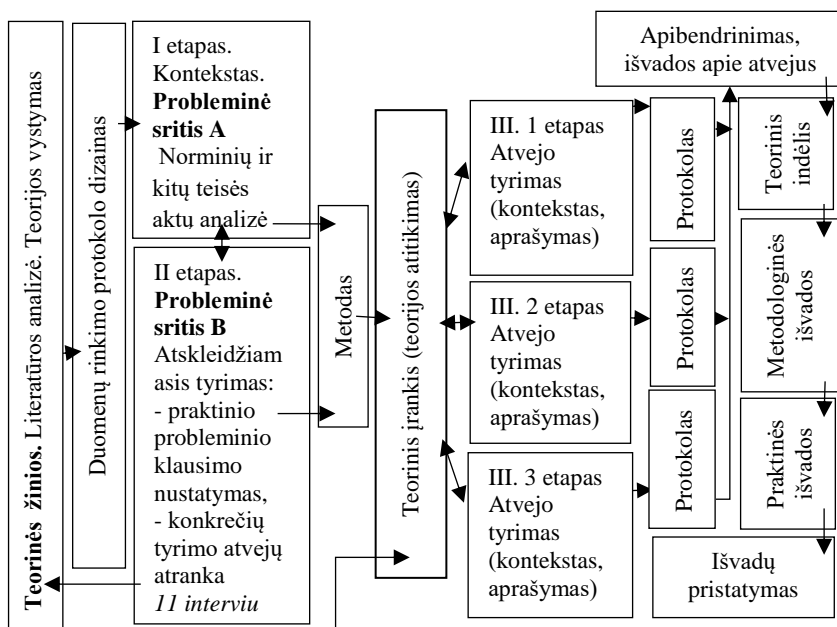 Teorinės žinios. Literatūros analizė. Teorijos vystymas
Duomenų rinkimo protokolo dizainas
I etapas.
Kontekstas.
Probleminė
sritis A
Norminių ir
kitų teisės
aktų analizė
II etapas.
Probleminė
sritis B
Atskleidžiam
asis tyrimas:
- praktinio
probleminio
klausimo
nustatymas,
- konkrečių
tyrimo atvejų
atranka
11 interviu
Metodas
Teorinis įrankis (teorijos atitikimas)
III. 1 etapas
Atvejo
tyrimas
(kontekstas,
aprašymas)
III. 2 etapas
Atvejo
tyrimas
(kontekstas,
aprašymas)
III. 3 etapas
Atvejo
tyrimas
(kontekstas,
aprašymas)
Protokolas
Protokolas
Protokolas
Apibendrinimas,
išvados apie atvejus
Teorinis
indėlis
Metodologinės
išvados
Praktinės
išvados
Išvadų
pristatymas